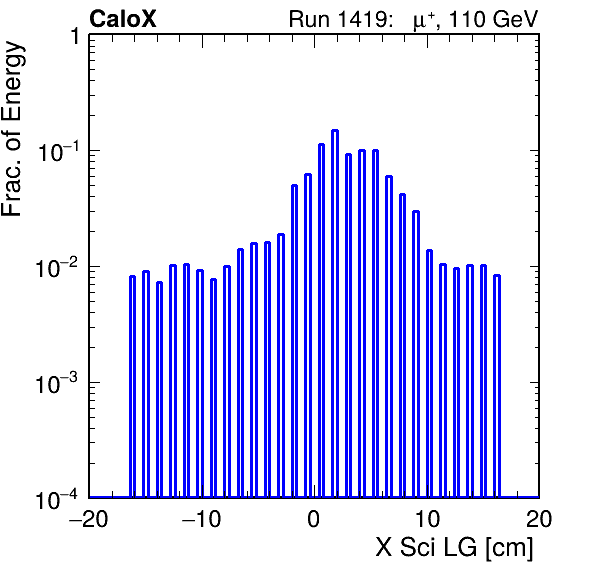 CaloX Run 1419: μ⁺, 110 GeV
Frac. of Energy
1
10⁻¹
10⁻²
10⁻³
10⁻⁴
−20 −10 0 10 20
X Sci LG [cm]